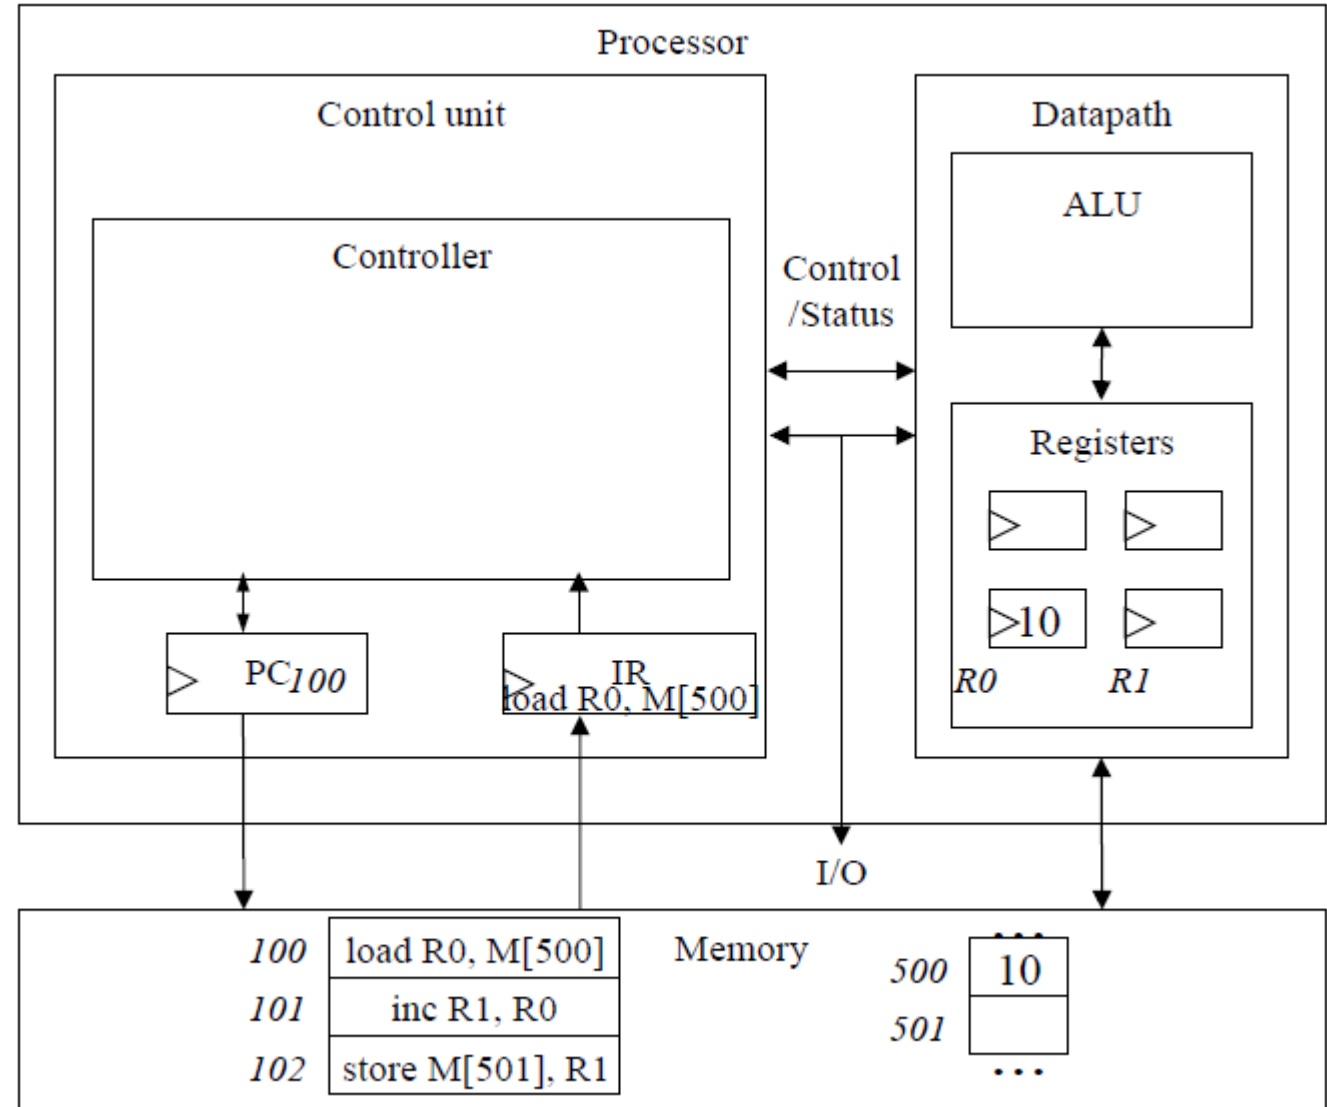 Processor
Control unit
Datapath
ALU
Controller
Control
/Status
Registers
10
R0
R1
PC
100
IR
load R0, M[500]
I/O
Memory
100
load R0, M[500]
101
inc R1, R0
102
store M[501], R1
...
500
10
501
...